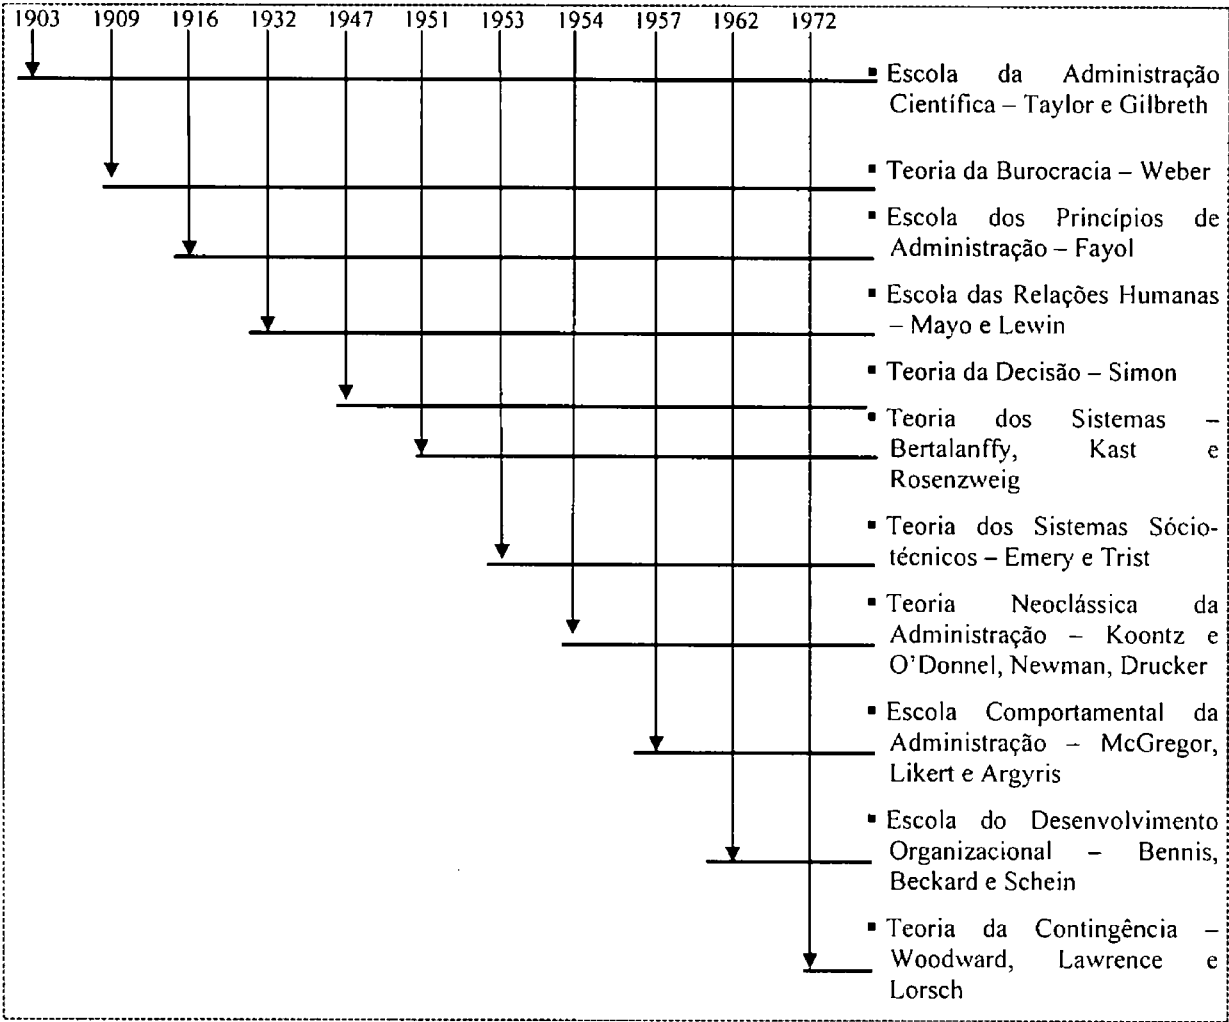 1903 1909 1916 1932 1947 1951 1953 1954 1957 1962 1972
▪ Escola da Administração
Científica – Taylor e Gilbreth
▪ Teoria da Burocracia – Weber
▪ Escola dos Princípios de
Administração – Fayol
▪ Escola das Relações Humanas
– Mayo e Lewin
▪ Teoria da Decisão – Simon
▪ Teoria dos Sistemas –
Bertalanffy, Kast e
Rosenzweig
▪ Teoria dos Sistemas Sócio-
técnicos – Emery e Trist
▪ Teoria Neoclássica da
Administração – Koontz e
O'Donnel, Newman, Drucker
▪ Escola Comportamental da
Administração – McGregor,
Likert e Argyris
▪ Escola do Desenvolvimento
Organizacional – Bennis,
Beckard e Schein
▪ Teoria da Contingência –
Woodward, Lawrence e
Lorsch